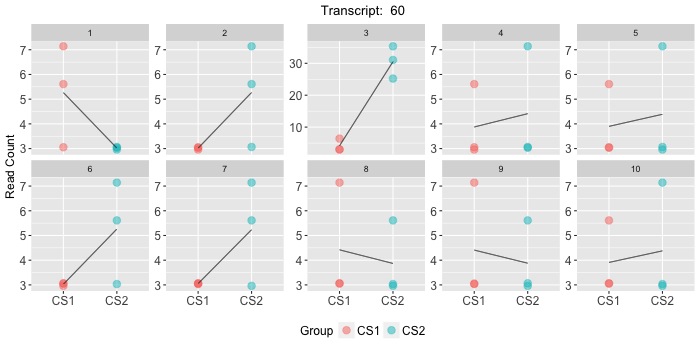 Transcript: 60
1 2 3 4 5
7 7 30 7 7
6 6 20 6 6
5 5 10 5 5
4 4 4 4
3 3 3 3
Read Count
6 7 8 9 10
7 7 7 7 7
6 6 6 6 6
5 5 5 5 5
4 4 4 4 4
3 3 3 3 3
CS1 CS2 CS1 CS2 CS1 CS2 CS1 CS2 CS1 CS2
Group CS1 CS2